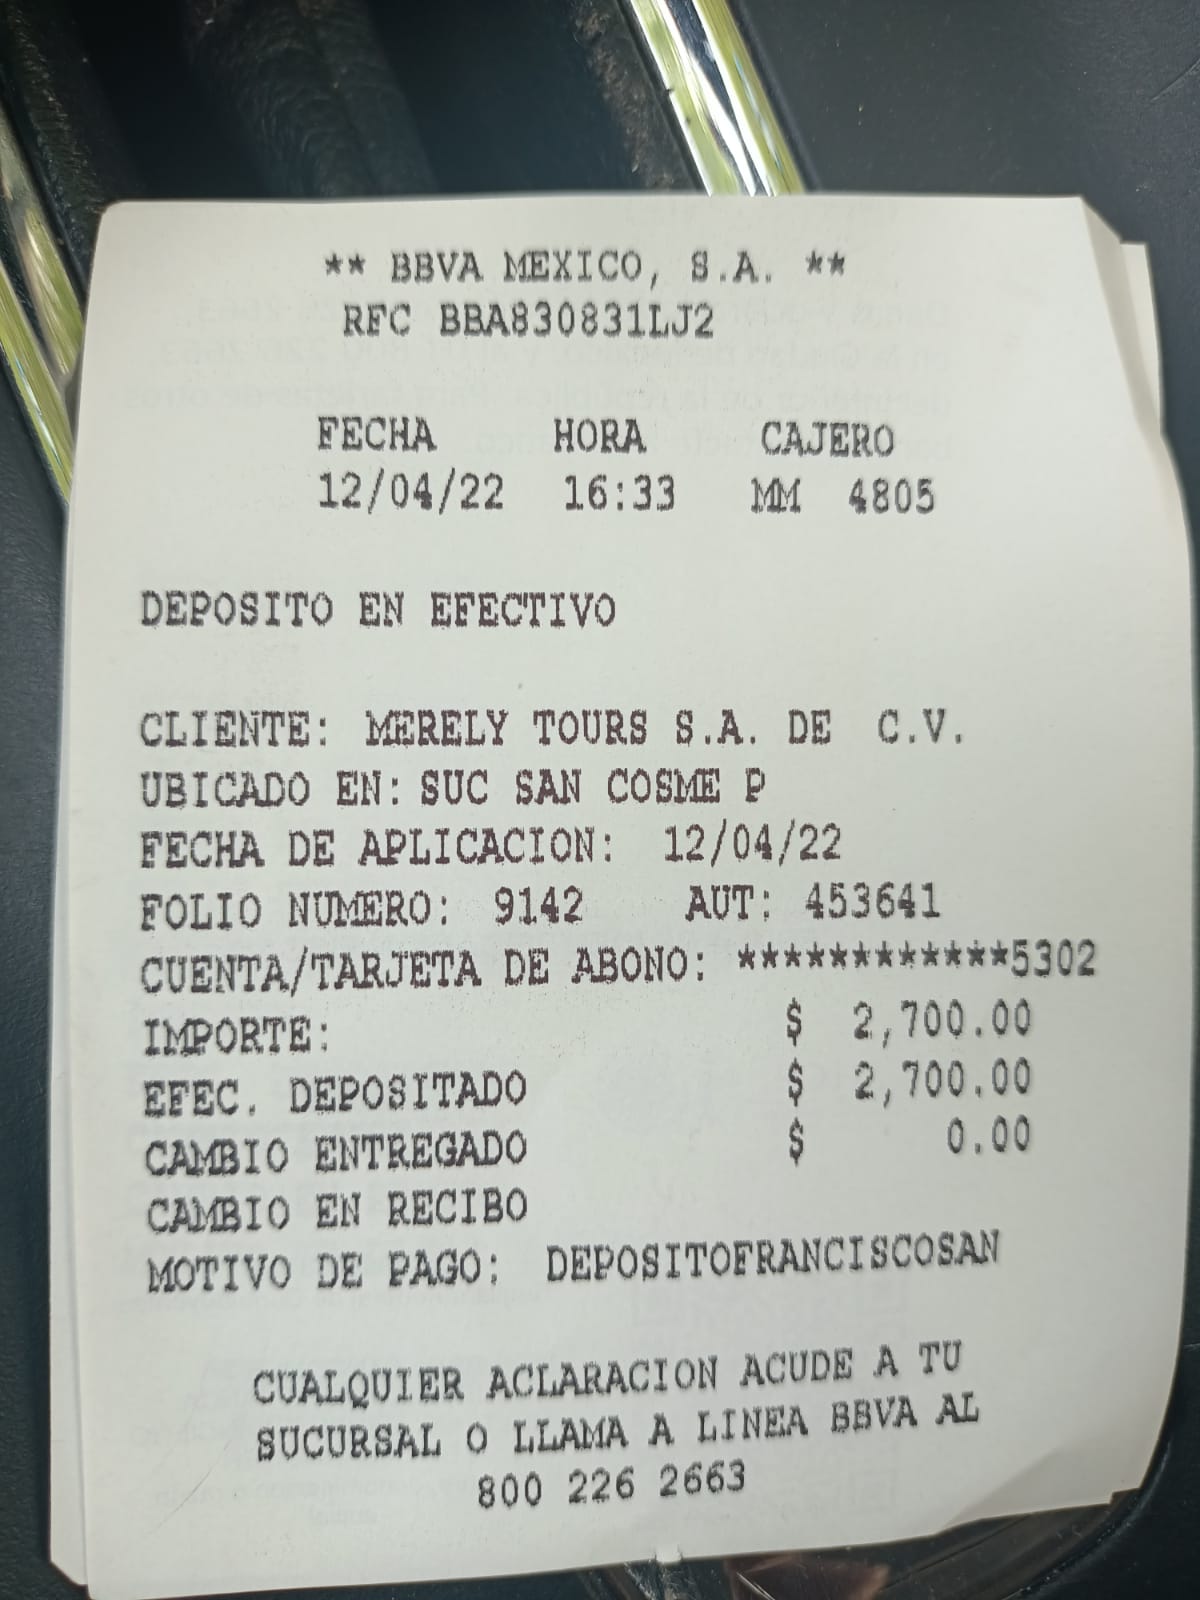 ** BBVA MEXICO, S.A. **
RFC BBA830831LJ2
FECHA HORA CAJERO
12/04/22 16:33 MM 4805
DEPOSITO EN EFECTIVO
CLIENTE: MERELY TOURS S.A. DE C.V.
UBICADO EN: SUC SAN COSME P
FECHA DE APLICACION: 12/04/22
FOLIO NUMERO: 9142 AUT: 453641
CUENTA/TARJETA DE ABONO: ************5302
IMPORTE: $ 2,700.00
EFEC. DEPOSITADO $ 2,700.00
CAMBIO ENTREGADO $ 0.00
CAMBIO EN RECIBO
MOTIVO DE PAGO: DEPOSITOFRANCISCOSAN
CUALQUIER ACLARACION ACUDE A TU
SUCURSAL O LLAMA A LINEA BBVA AL
800 226 2663